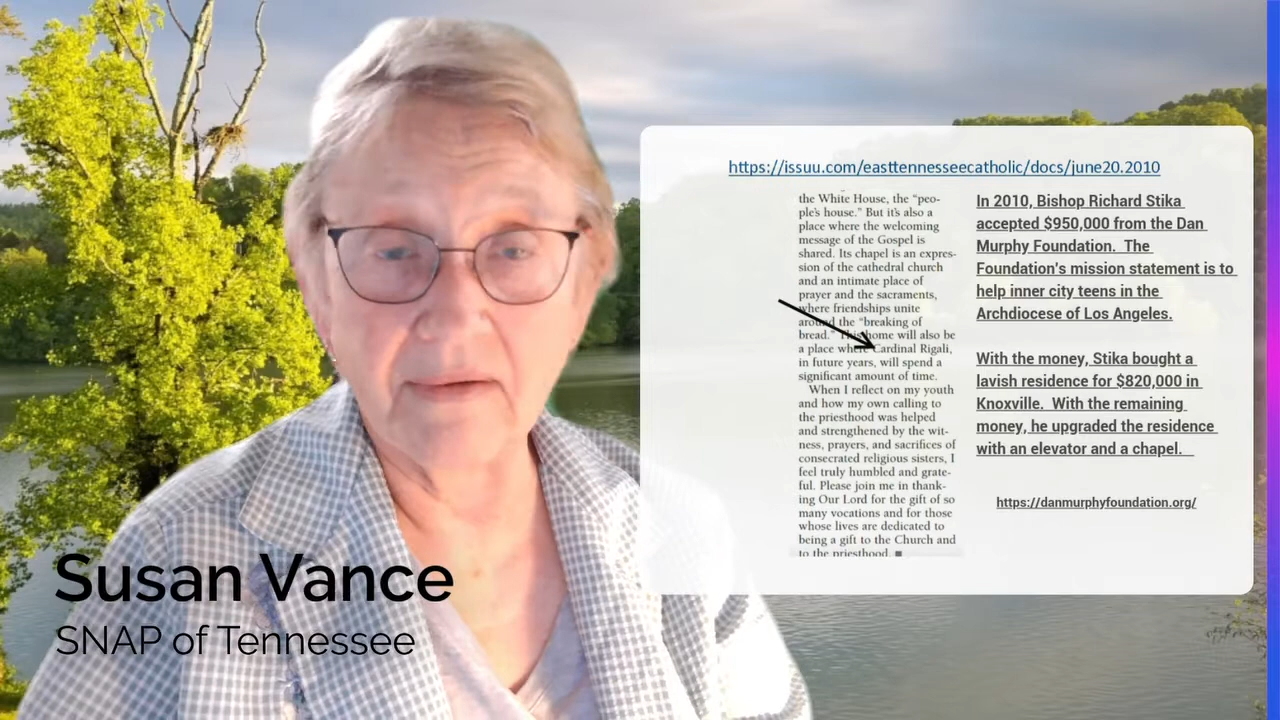 https://issuu.com/easttennesseecatholic/docs/june20.2010
the White House, the “peo-
ple’s house.” But it’s also a
place where the welcoming
message of the Gospel is
shared. Its chapel is an expres-
sion of the cathedral church
and an intimate place of
prayer and the sacraments,
where friendships unite
around the “breaking of
bread.” This home will also be
a place where Cardinal Rigali,
in future years, will spend a
significant amount of time.
When I reflect on my youth
and how my own calling to
the priesthood was helped
and strengthened by the wit-
ness, prayers, and sacrifices of
consecrated religious sisters, I
feel truly humbled and grate-
ful. Please join me in thank-
ing Our Lord for the gift of so
many vocations and for those
whose lives are dedicated to
being a gift to the Church and
to the priesthood. ■
In 2010, Bishop Richard Stika
accepted $950,000 from the Dan
Murphy Foundation. The
Foundation's mission statement is to
help inner city teens in the
Archdiocese of Los Angeles.
With the money, Stika bought a
lavish residence for $820,000 in
Knoxville. With the remaining
money, he upgraded the residence
with an elevator and a chapel.
https://danmurphyfoundation.org/
Susan Vance
SNAP of Tennessee